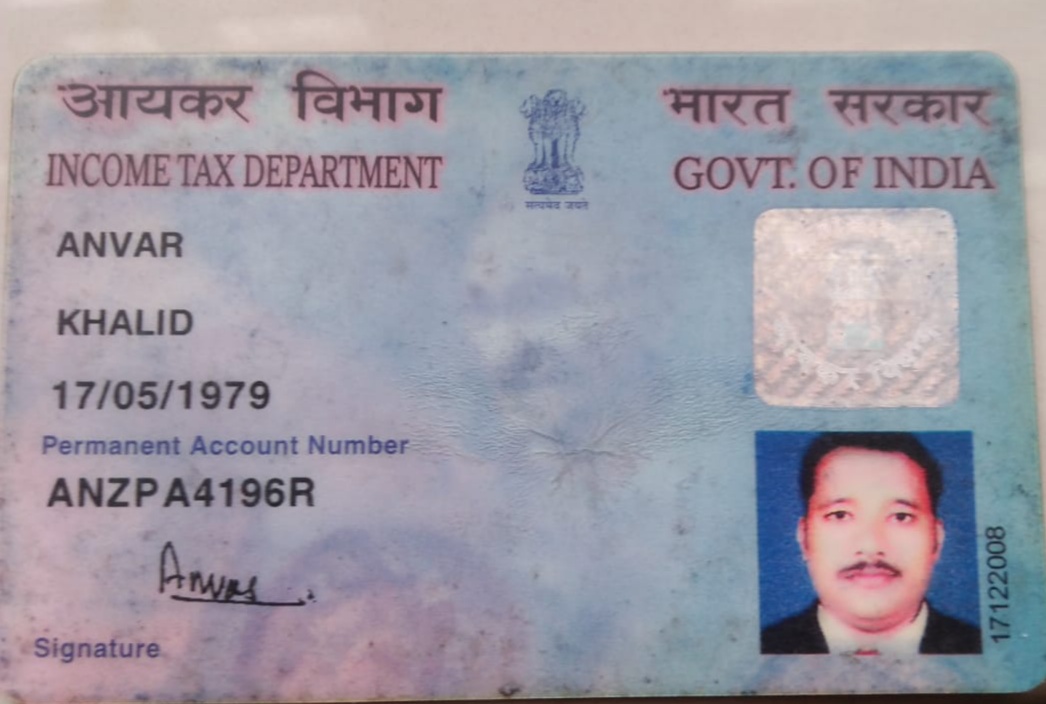 आयकर विभाग भारत सरकार
INCOME TAX DEPARTMENT GOVT. OF INDIA
सत्यमेव जयते
ANVAR
KHALID
17/05/1979
Permanent Account Number
ANZPA4196R
Anvar
Signature
17122008